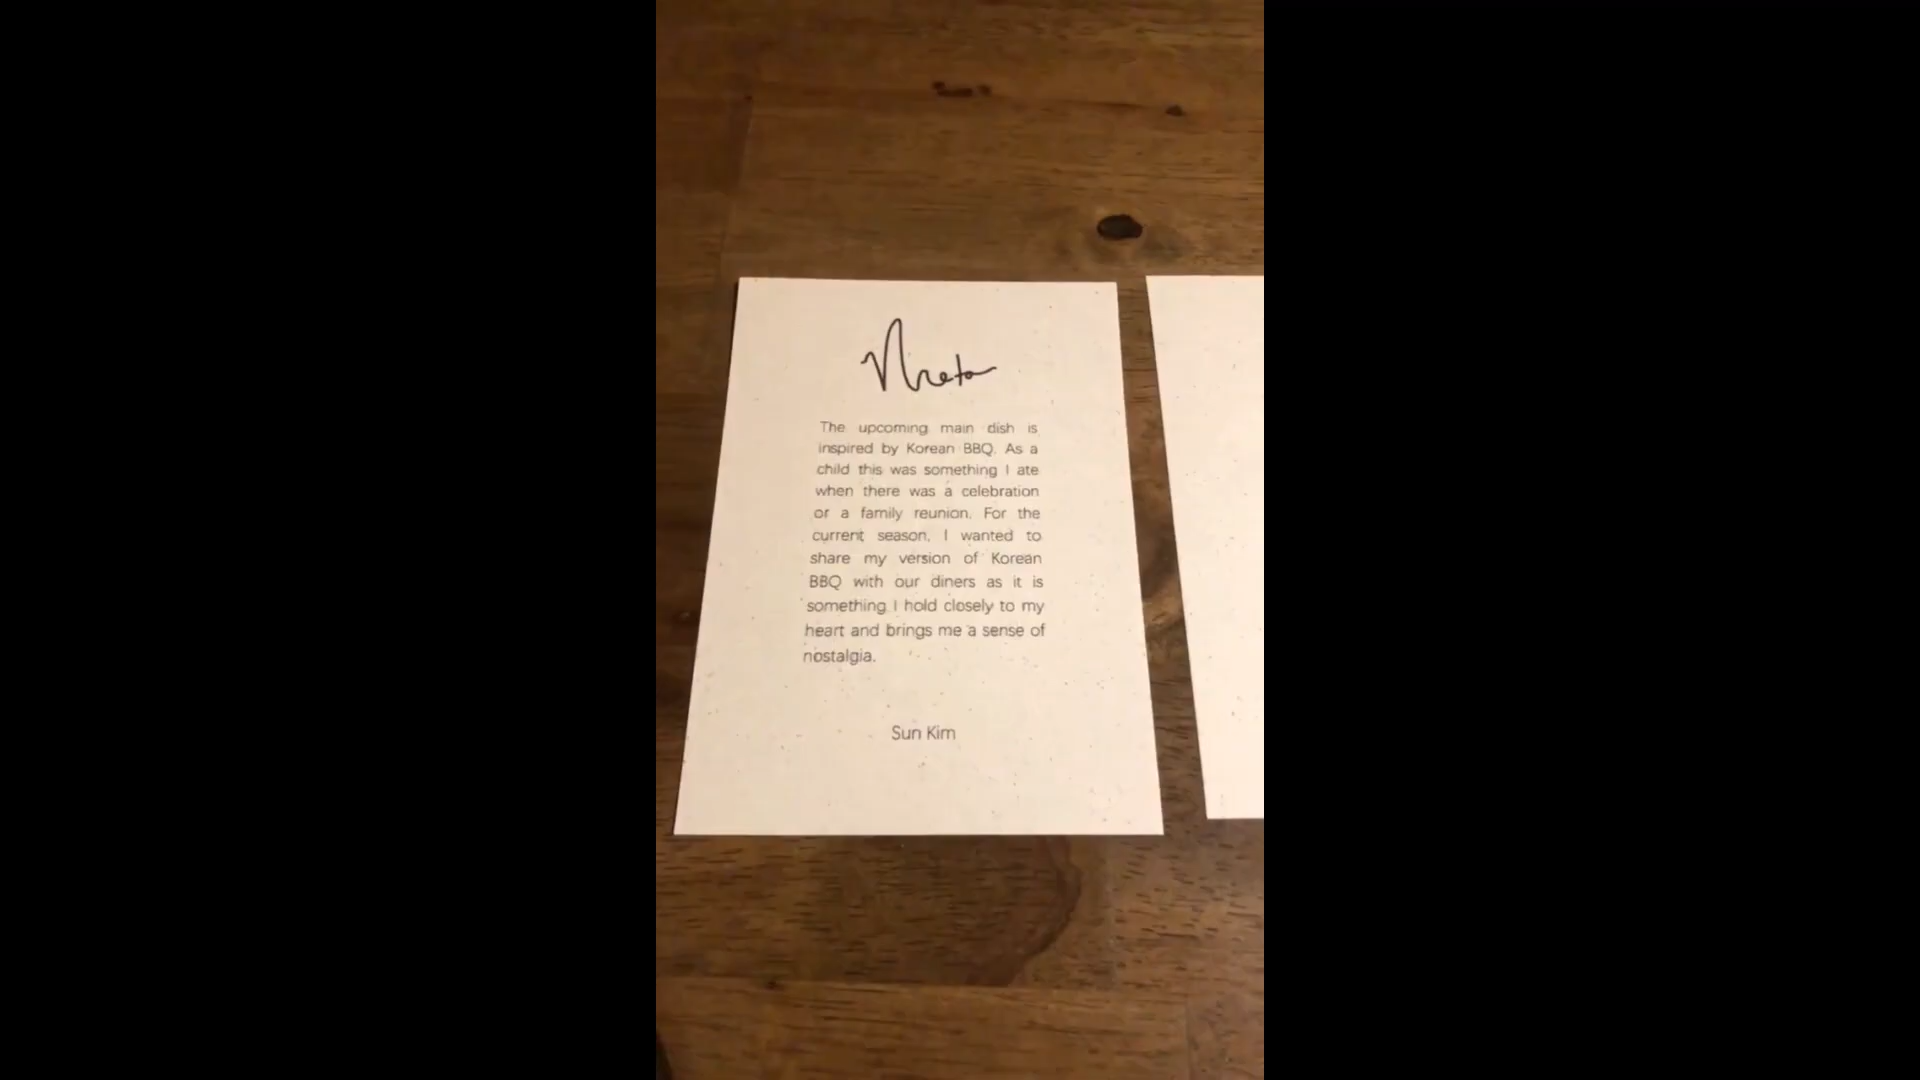 Meta
The upcoming main dish is
inspired by Korean BBQ. As a
child this was something I ate
when there was a celebration
or a family reunion. For the
current season, I wanted to
share my version of Korean
BBQ with our diners as it is
something I hold closely to my
heart and brings me a sense of
nostalgia.
Sun Kim